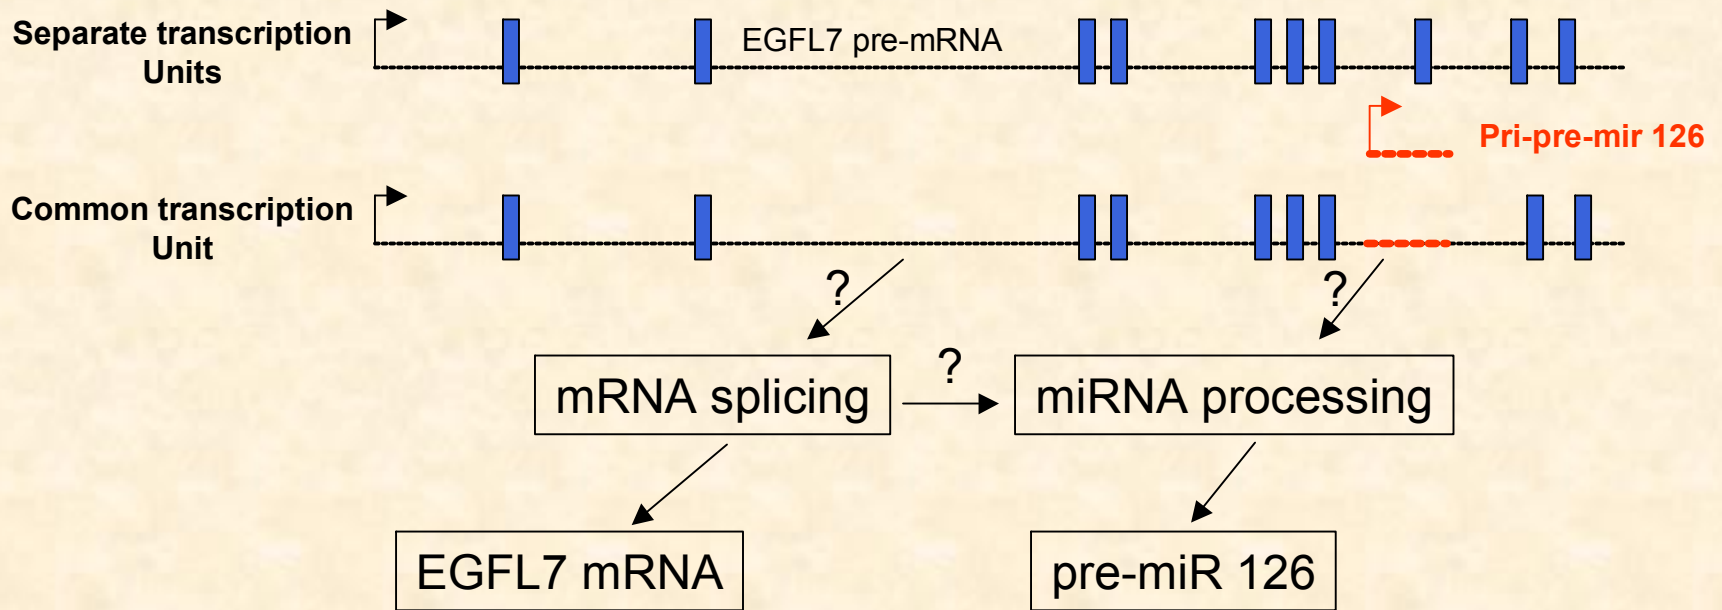 Separate transcription
Units
EGFL7 pre-mRNA
Pri-pre-mir 126
Common transcription
Unit
?
?
mRNA splicing
?
miRNA processing
EGFL7 mRNA
pre-miR 126